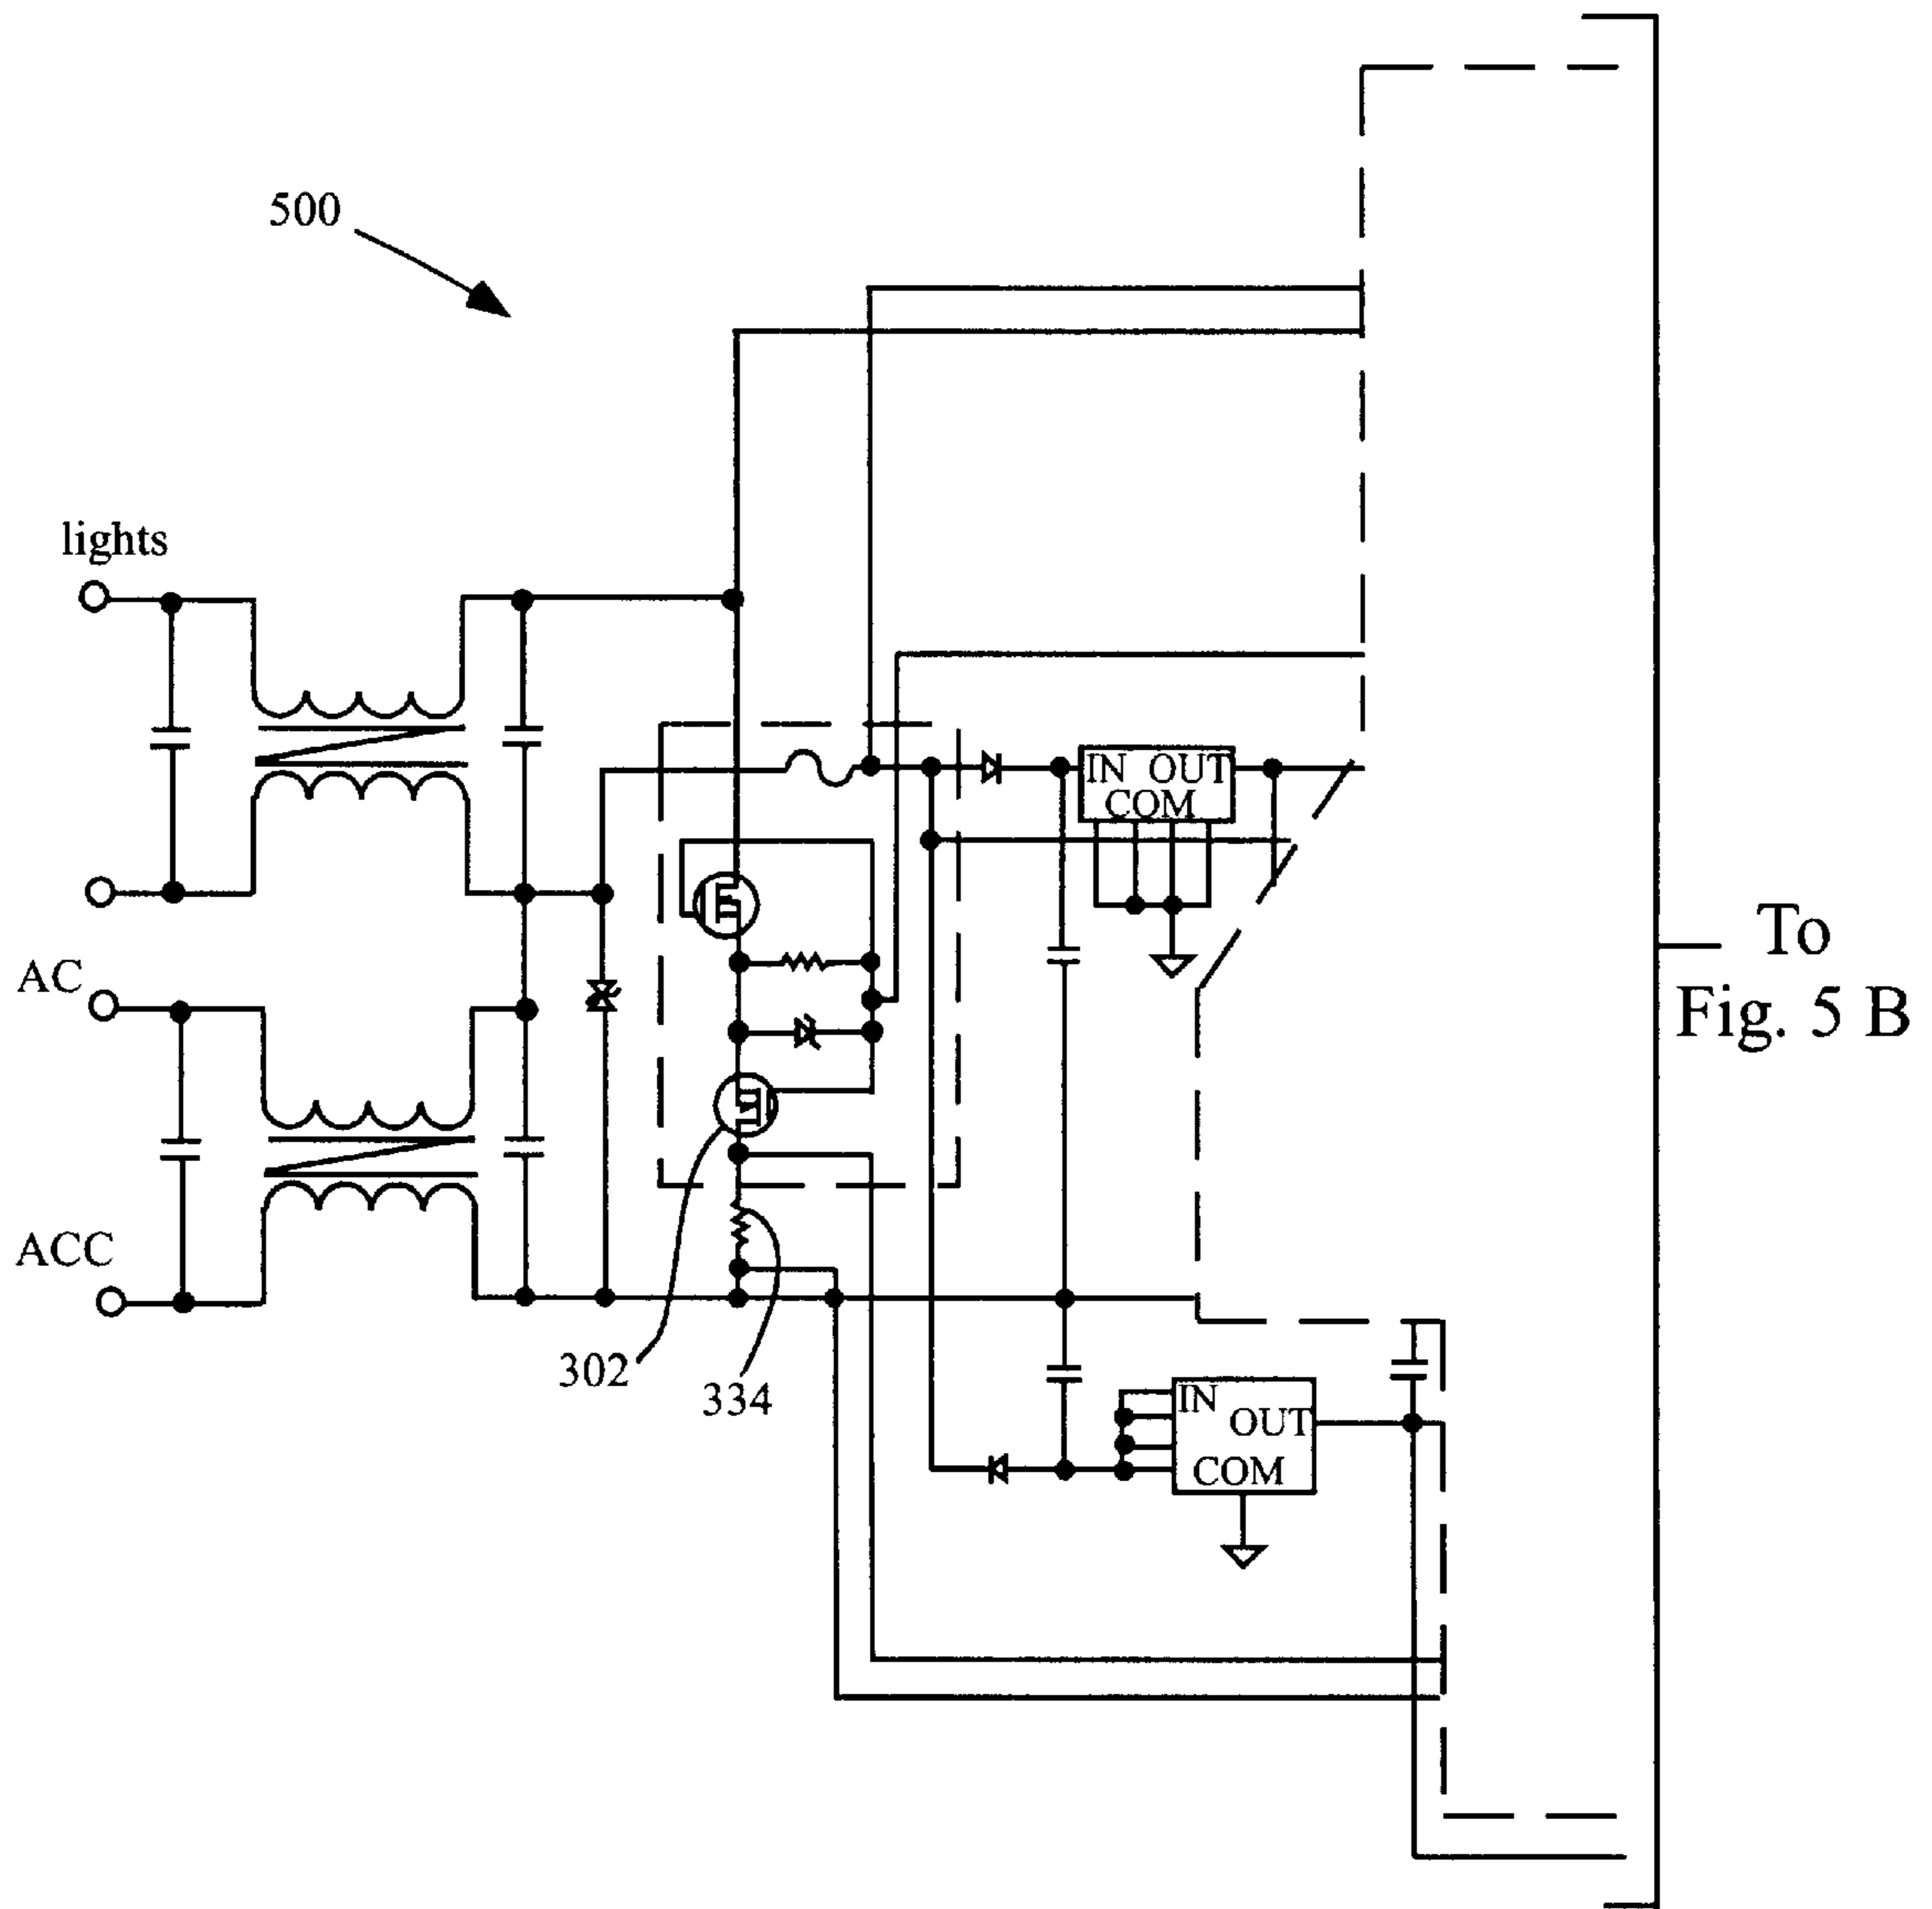 500
lights
IN OUT
COM
To
Fig. 5 B
AC
ACC
302
334
IN
OUT
COM